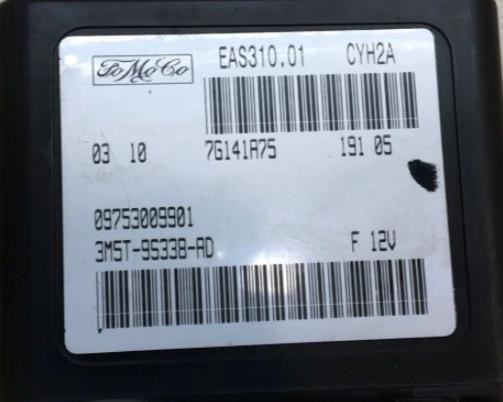 FoMoCo EAS310.01 CYH2A
03 10 7G141A75 191 05
09753009901
3M5T-9S338-AD F 12V